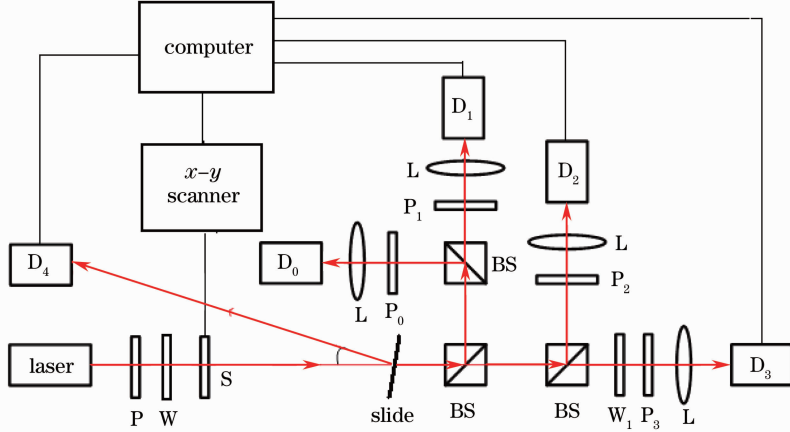 computer
D₁
x–y
scanner
L
D₂
P₁
D₄
D₀
BS
L
L
P₀
P₂
laser
S
D₃
P
W
slide
BS
BS
W₁
P₃
L